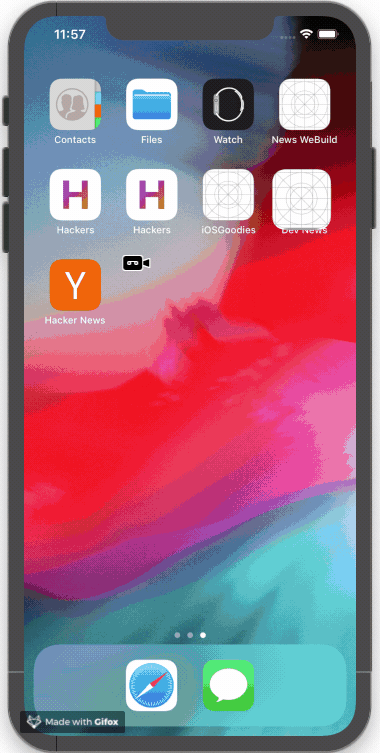 11:57
Contacts
Files
Watch
News WeBuild
H
H
Hackers
Hackers
iOSGoodies
Dev News
Y
Hacker News
Made with Gifox